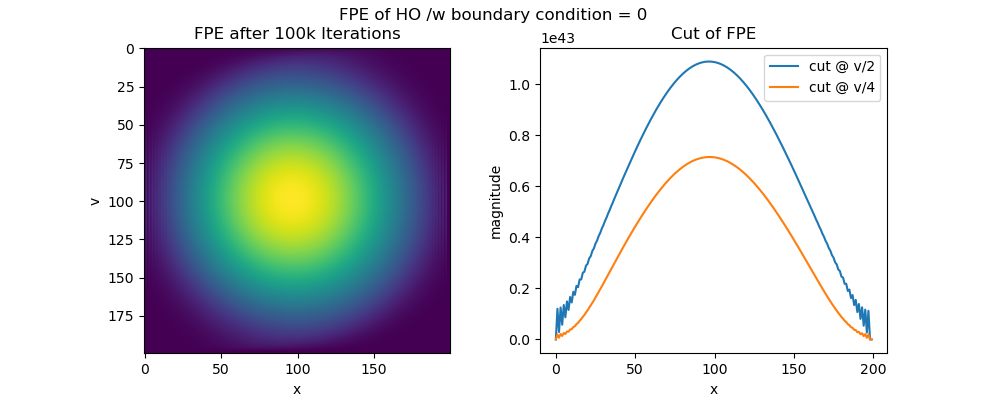 FPE of HO /w boundary condition = 0
FPE after 100k Iterations
0
25
50
75
100
125
150
175
v
0
50
100
150
x
Cut of FPE
1e43
1.0
0.8
0.6
0.4
0.2
0.0
magnitude
cut @ v/2
cut @ v/4
0
50
100
150
200
x